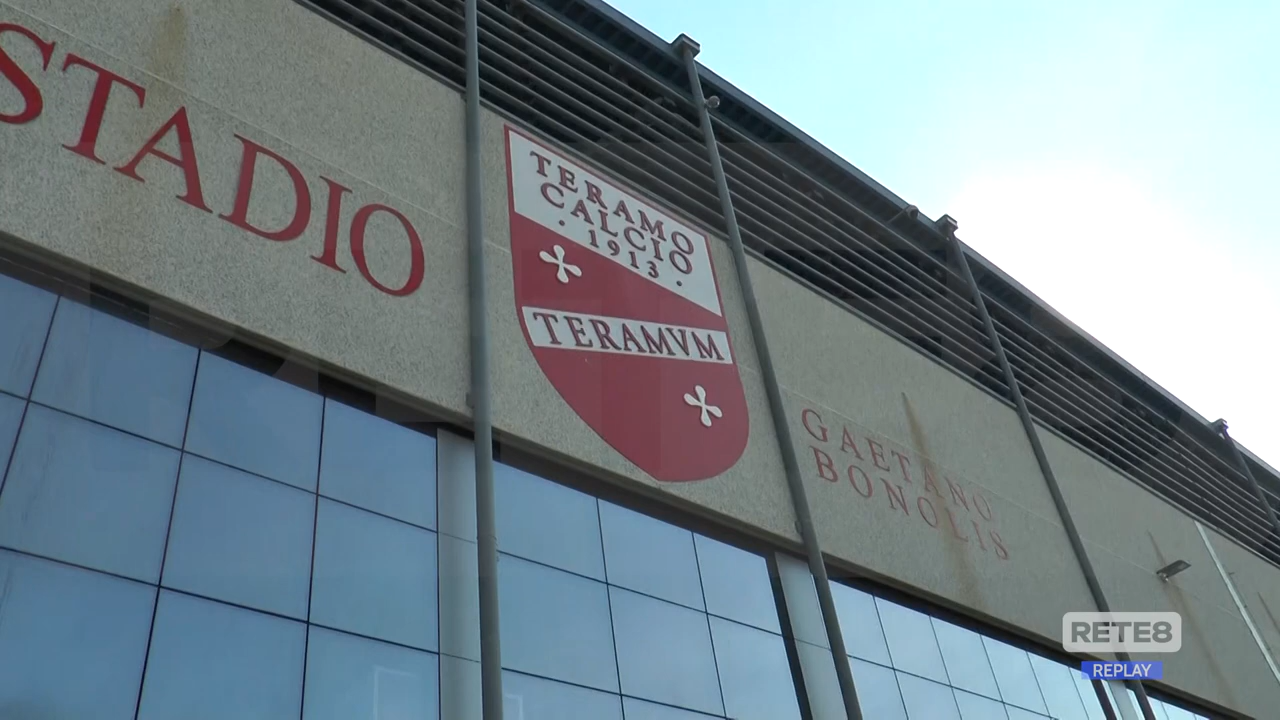 STADIO
TERAMO
CALCIO
· 1913 ·
TERAMVM
GAETANO
BONOLIS
RETE8
REPLAY